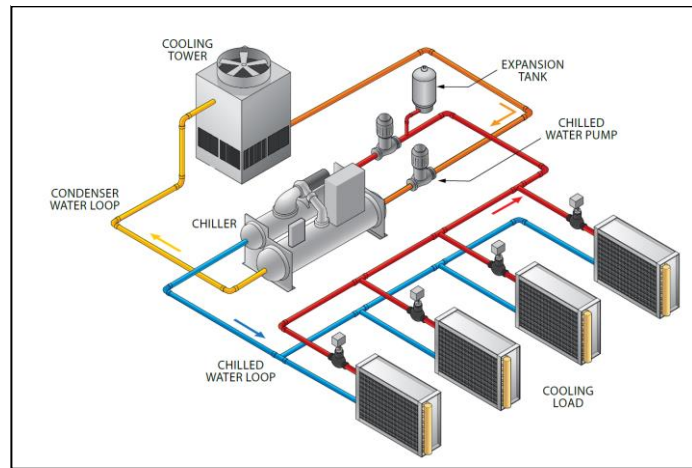 COOLING
TOWER
EXPANSION
TANK
CHILLED
WATER PUMP
CONDENSER
WATER LOOP
CHILLER
CHILLED
WATER LOOP
COOLING
LOAD